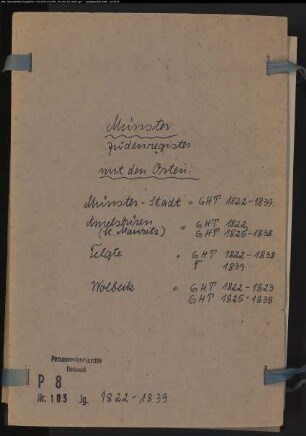 Münster
Judenregister
mit den Orten:
Münster-Stadt = GHT 1822-1839
Amelsbüren = GHT 1822
(St. Mauritz) GHT 1825-1838
Telgte = GHT 1822-1838
T 1839
Wolbeck = GHT 1822-1823
GHT 1825-1838
Personenstandsarchiv
Detmold
P 8
Nr. 103 Jg. 1822-1839